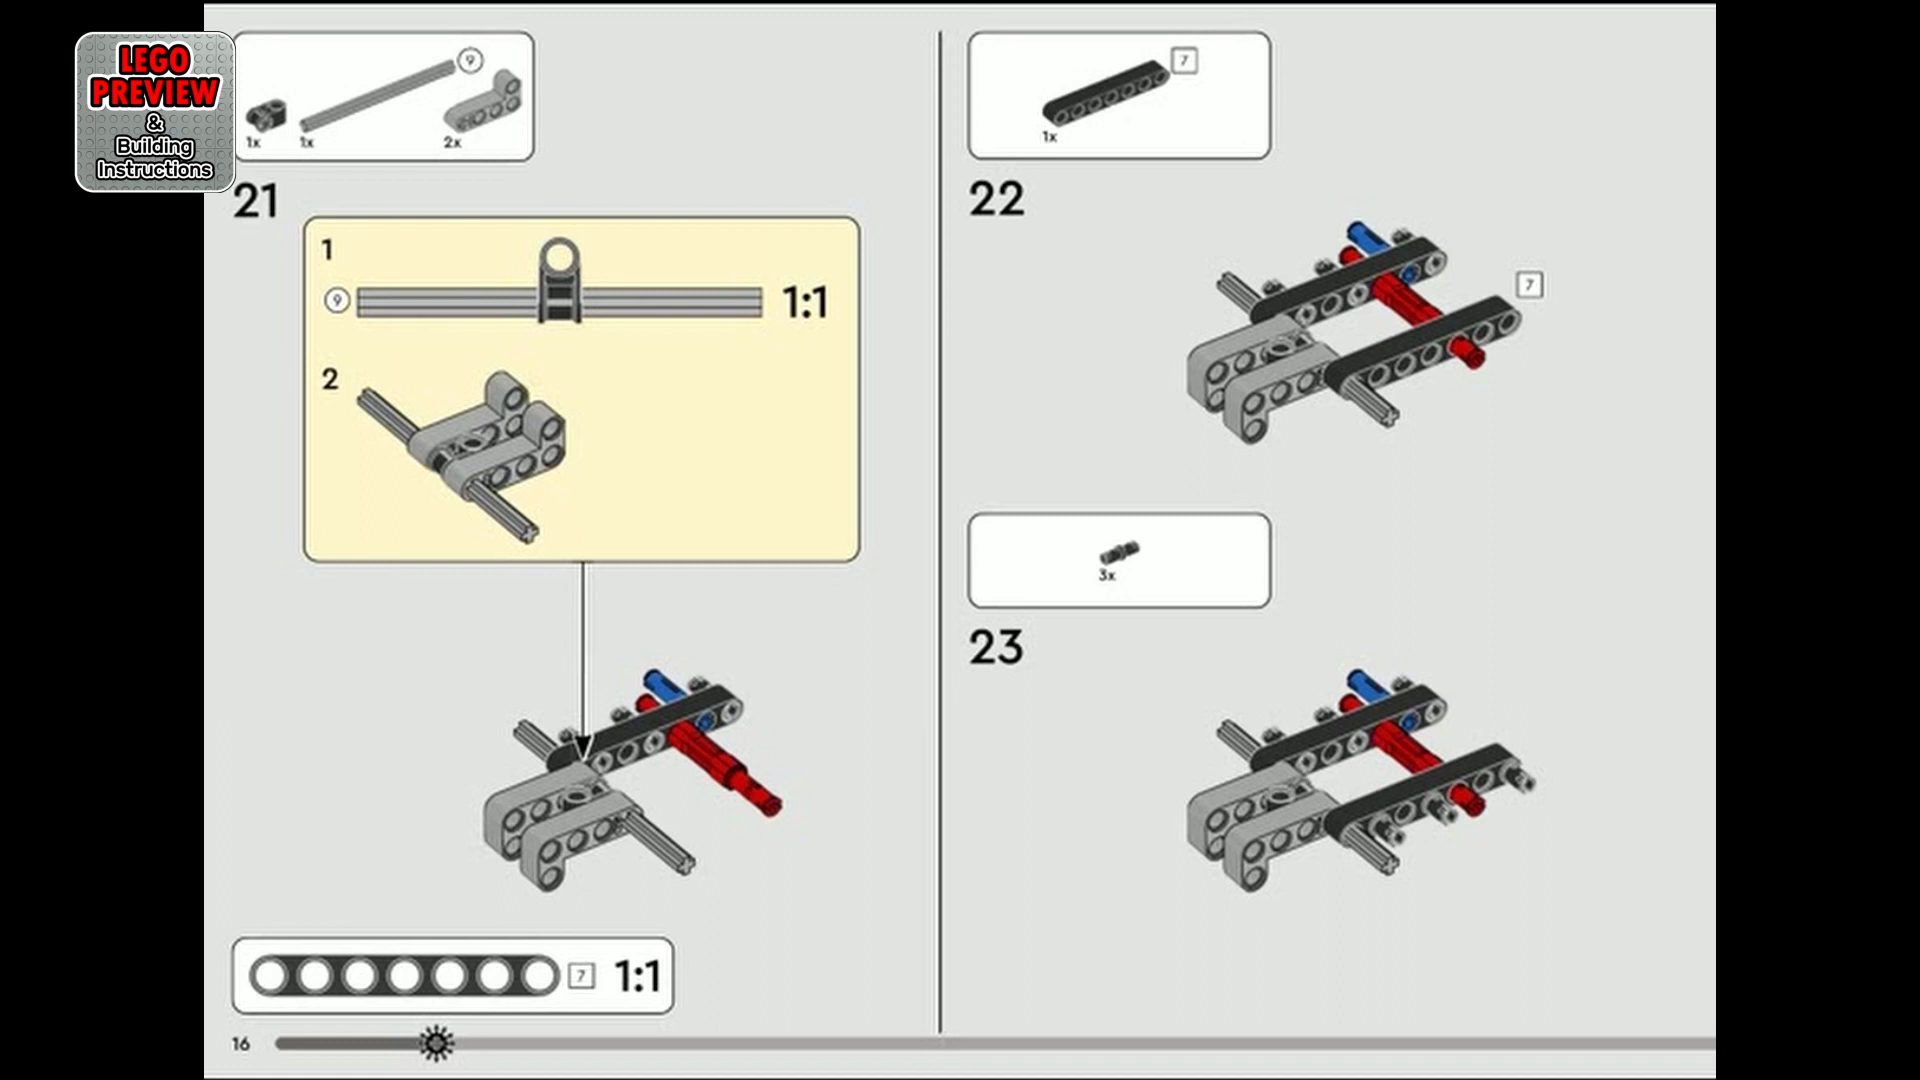 LEGO
PREVIEW
&
Building
Instructions
9
1x
1x
2x
21
1
9
1:1
2
7
1:1
16
7
1x
22
7
3x
23